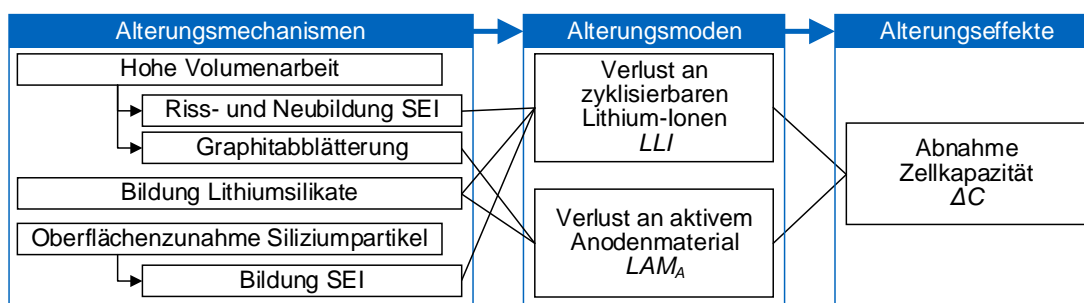 Alterungsmechanismen
Hohe Volumenarbeit
Riss- und Neubildung SEI
Graphitabblätterung
Bildung Lithiumsilikate
Oberflächenzunahme Siliziumpartikel
Bildung SEI
Alterungsmoden
Verlust an
zyklisierbaren
Lithium-Ionen
LLI
Verlust an aktivem
Anodenmaterial
LAM_A
Alterungseffekte
Abnahme
Zellkapazität
ΔC